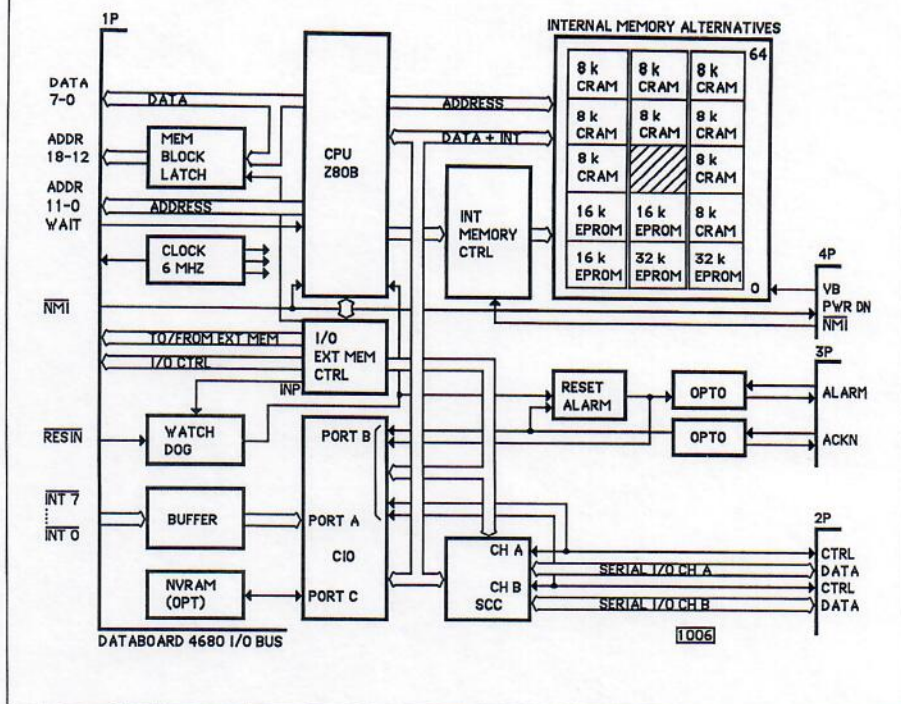 1P
INTERNAL MEMORY ALTERNATIVES
64
8 k CRAM
8 k CRAM
8 k CRAM
8 k CRAM
8 k CRAM
8 k CRAM
8 k CRAM
8 k CRAM
16 k EPROM
16 k EPROM
8 k CRAM
16 k EPROM
32 k EPROM
32 k EPROM
0
DATA
7-0
DATA
ADDR
18-12
MEM
BLOCK
LATCH
ADDR
11-0
ADDRESS
WAIT
CLOCK
6 MHZ
CPU
Z80B
ADDRESS
DATA + INT
INT
MEMORY
CTRL
4P
VB
PWR DN
NMI
NMI
TO/FROM EXT MEM
I/O CTRL
I/O
EXT MEM
CTRL
INP
RESIN
WATCH
DOG
RESET
ALARM
OPTO
OPTO
3P
ALARM
ACKN
INT 7
INT 0
BUFFER
NVRAM
(OPT)
PORT B
PORT A
CIO
PORT C
CH A
CH B
SCC
SERIAL I/O CH A
SERIAL I/O CH B
2P
CTRL
DATA
CTRL
DATA
1006
DATABOARD 4680 I/O BUS